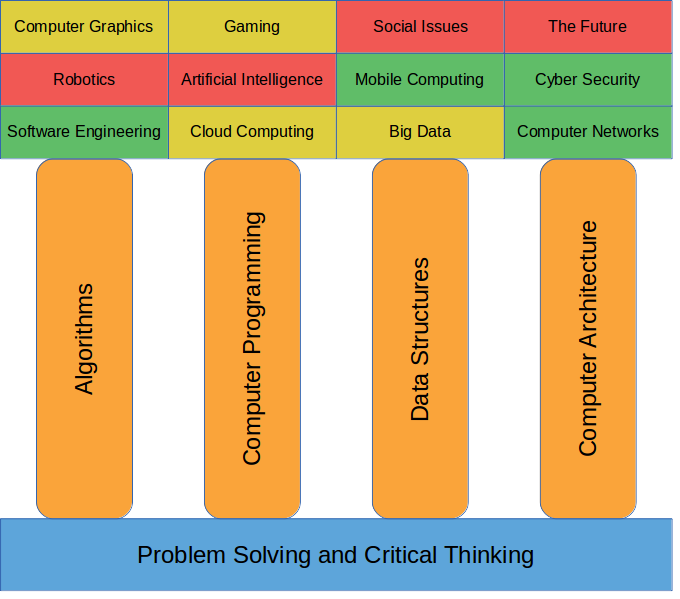 Computer Graphics
Gaming
Social Issues
The Future
Robotics
Artificial Intelligence
Mobile Computing
Cyber Security
Software Engineering
Cloud Computing
Big Data
Computer Networks
Algorithms
Computer Programming
Data Structures
Computer Architecture
Problem Solving and Critical Thinking